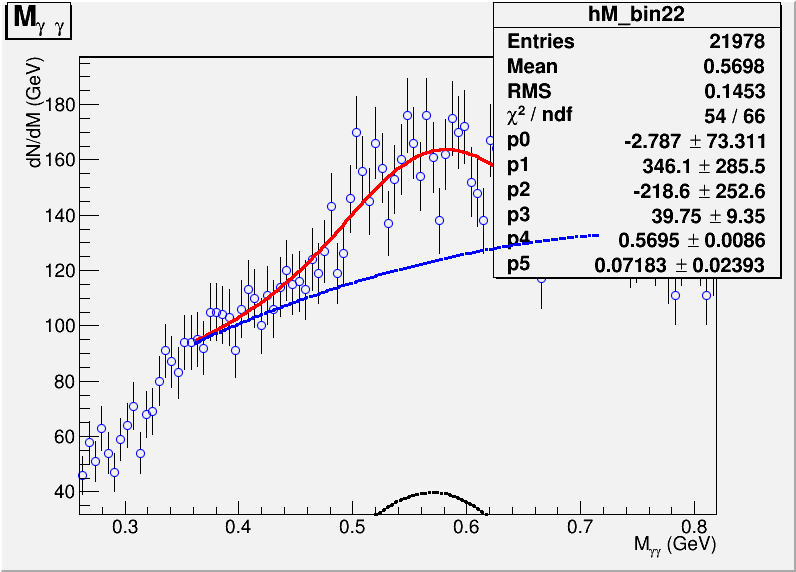 Mγ γ
hM_bin22
Entries 21978
Mean 0.5698
RMS 0.1453
χ² / ndf 54 / 66
p0 -2.787 ± 73.311
p1 346.1 ± 285.5
p2 -218.6 ± 252.6
p3 39.75 ± 9.35
p4 0.5695 ± 0.0086
p5 0.07183 ± 0.02393
dN/dM (GeV)
180
160
140
120
100
80
60
40
0.3 0.4 0.5 0.6 0.7 0.8
Mγγ (GeV)